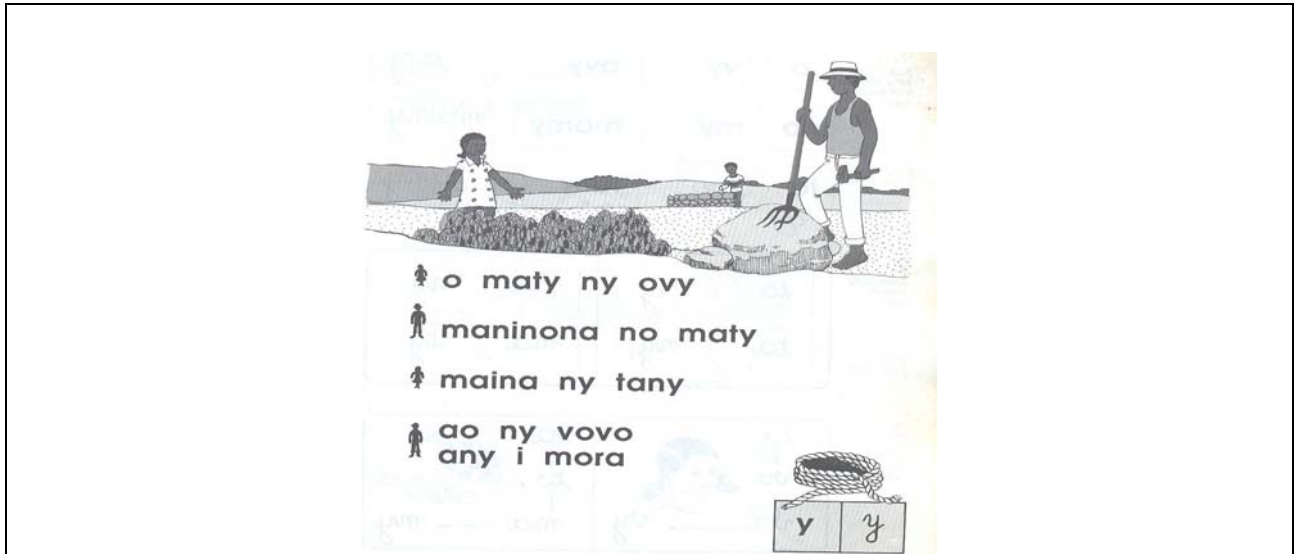 o maty ny ovy
maninona no maty
maina ny tany
ao ny vovo
any i mora
y y